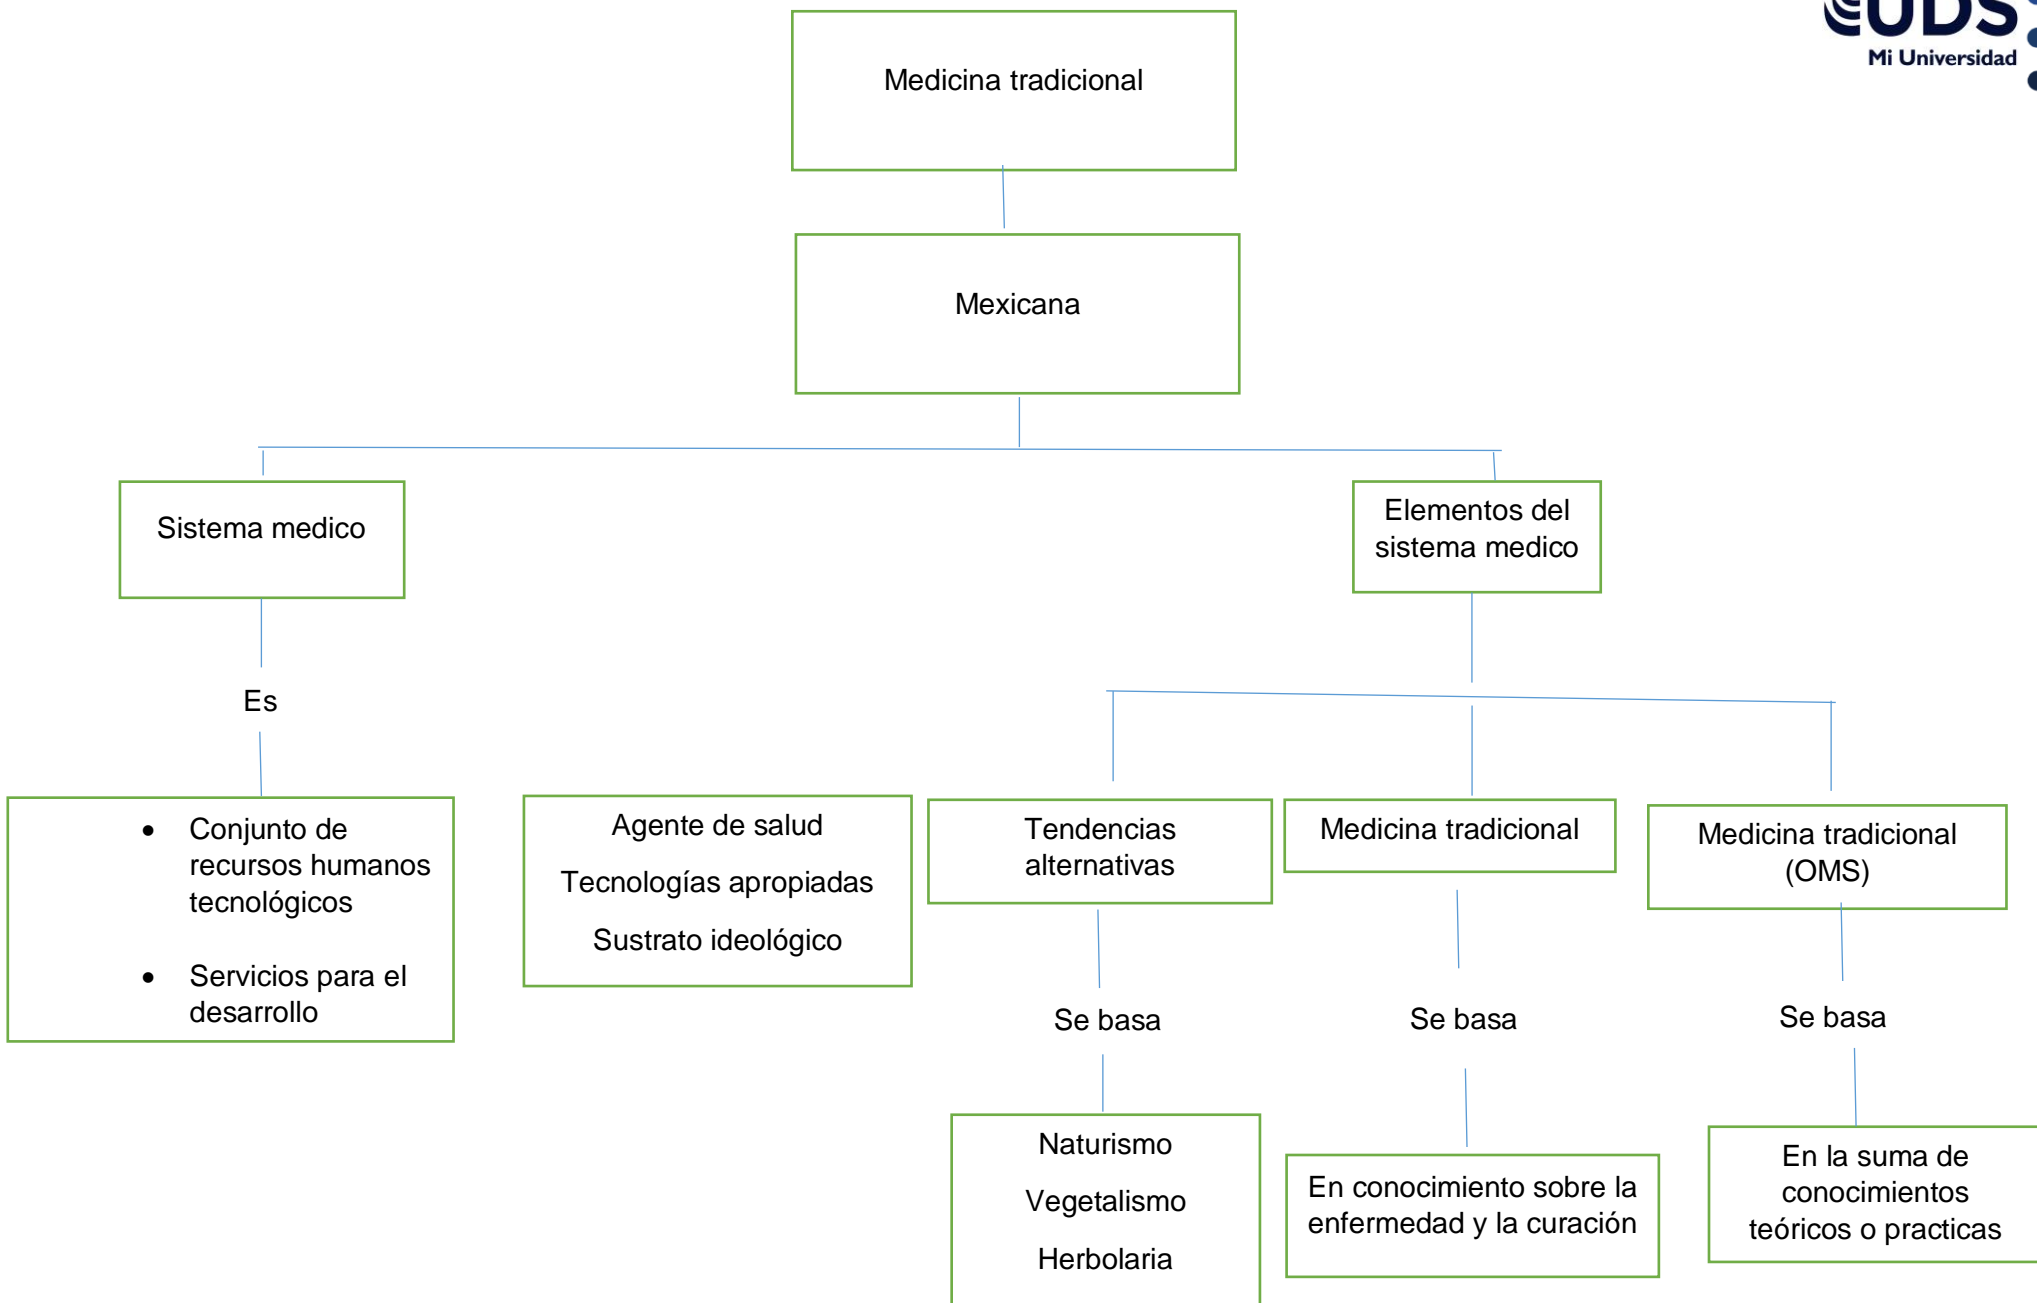 UDS
Mi Universidad
Medicina tradicional
Mexicana
Sistema medico
Elementos del
sistema medico
Es
• Conjunto de
recursos humanos
tecnológicos
• Servicios para el
desarrollo
Agente de salud
Tecnologías apropiadas
Sustrato ideológico
Tendencias
alternativas
Medicina tradicional
Medicina tradicional
(OMS)
Se basa
Se basa
Se basa
Naturismo
Vegetalismo
Herbolaria
En conocimiento sobre la
enfermedad y la curación
En la suma de
conocimientos
teóricos o practicas